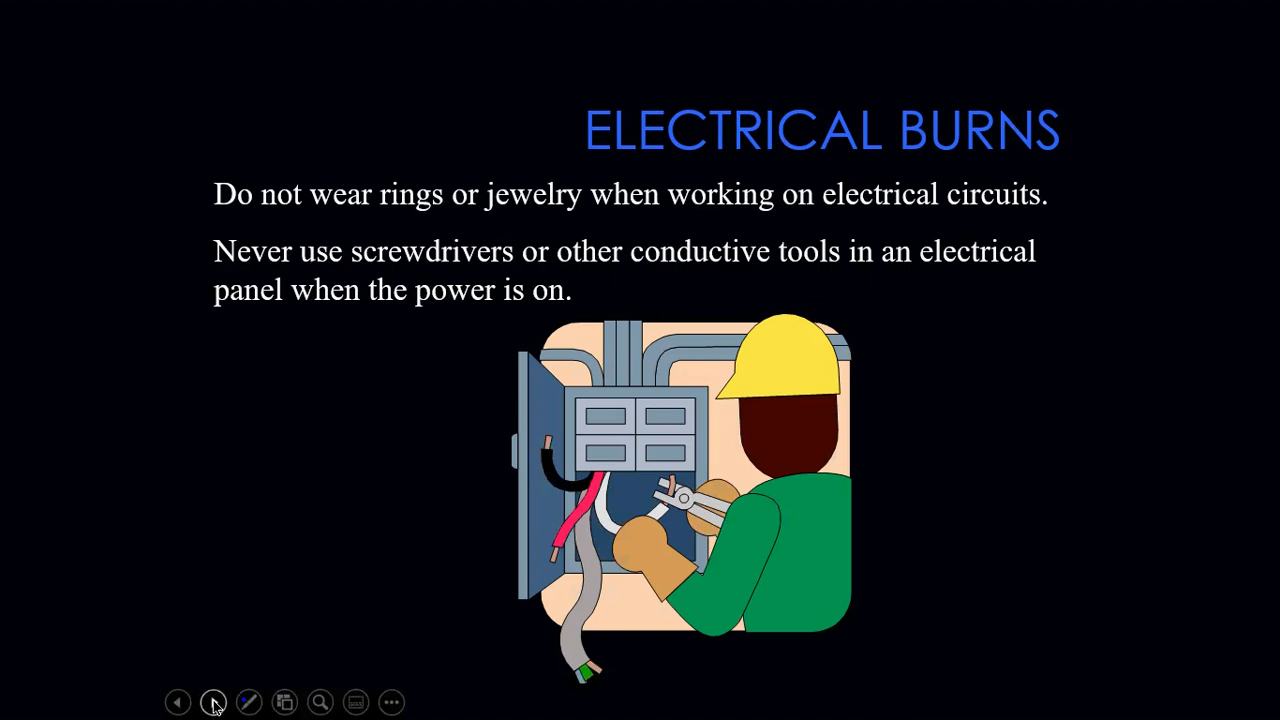 ELECTRICAL BURNS
Do not wear rings or jewelry when working on electrical circuits.
Never use screwdrivers or other conductive tools in an electrical
panel when the power is on.